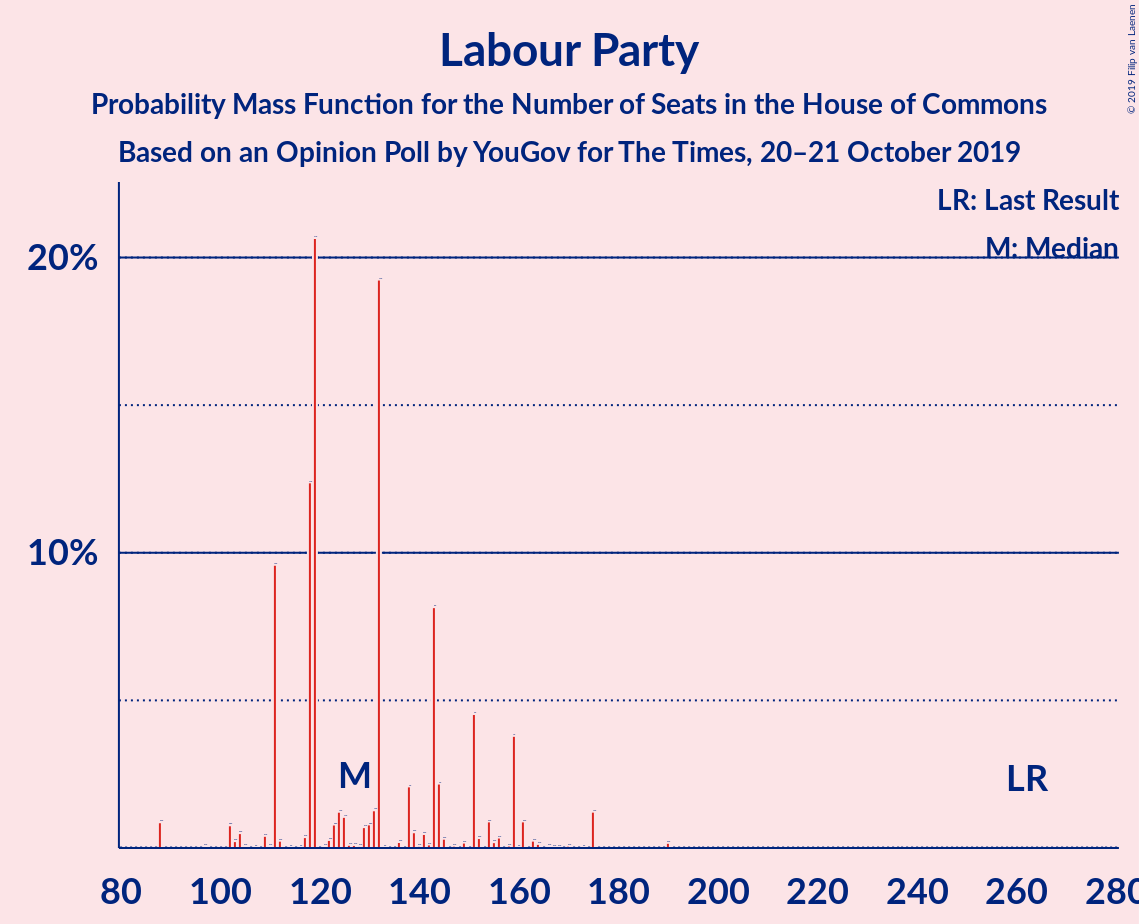 Labour Party
Probability Mass Function for the Number of Seats in the House of Commons
Based on an Opinion Poll by YouGov for The Times, 20–21 October 2019
© 2019 Filip van Laenen
LR: Last Result
M: Median
20%
10%
M
LR
80 100 120 140 160 180 200 220 240 260 280